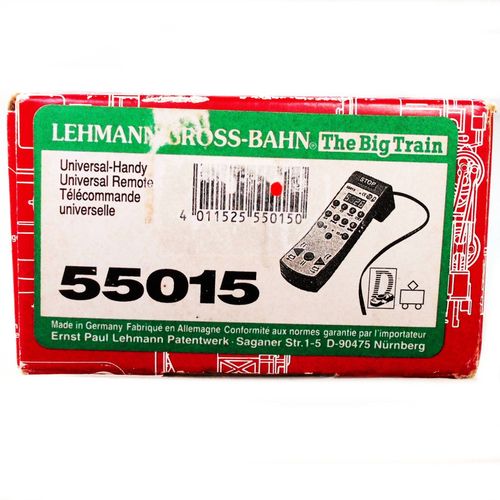 LEHMANN GROSS-BAHN® The Big Train
Universal-Handy
Universal Remote
Télécommande
universelle
4 011525 550150
STOP
D
55015
Made in Germany Fabriqué en Allemagne Conformité aux normes garantie par l'importateur
Ernst Paul Lehmann Patentwerk · Saganer Str.1-5 D-90475 Nürnberg